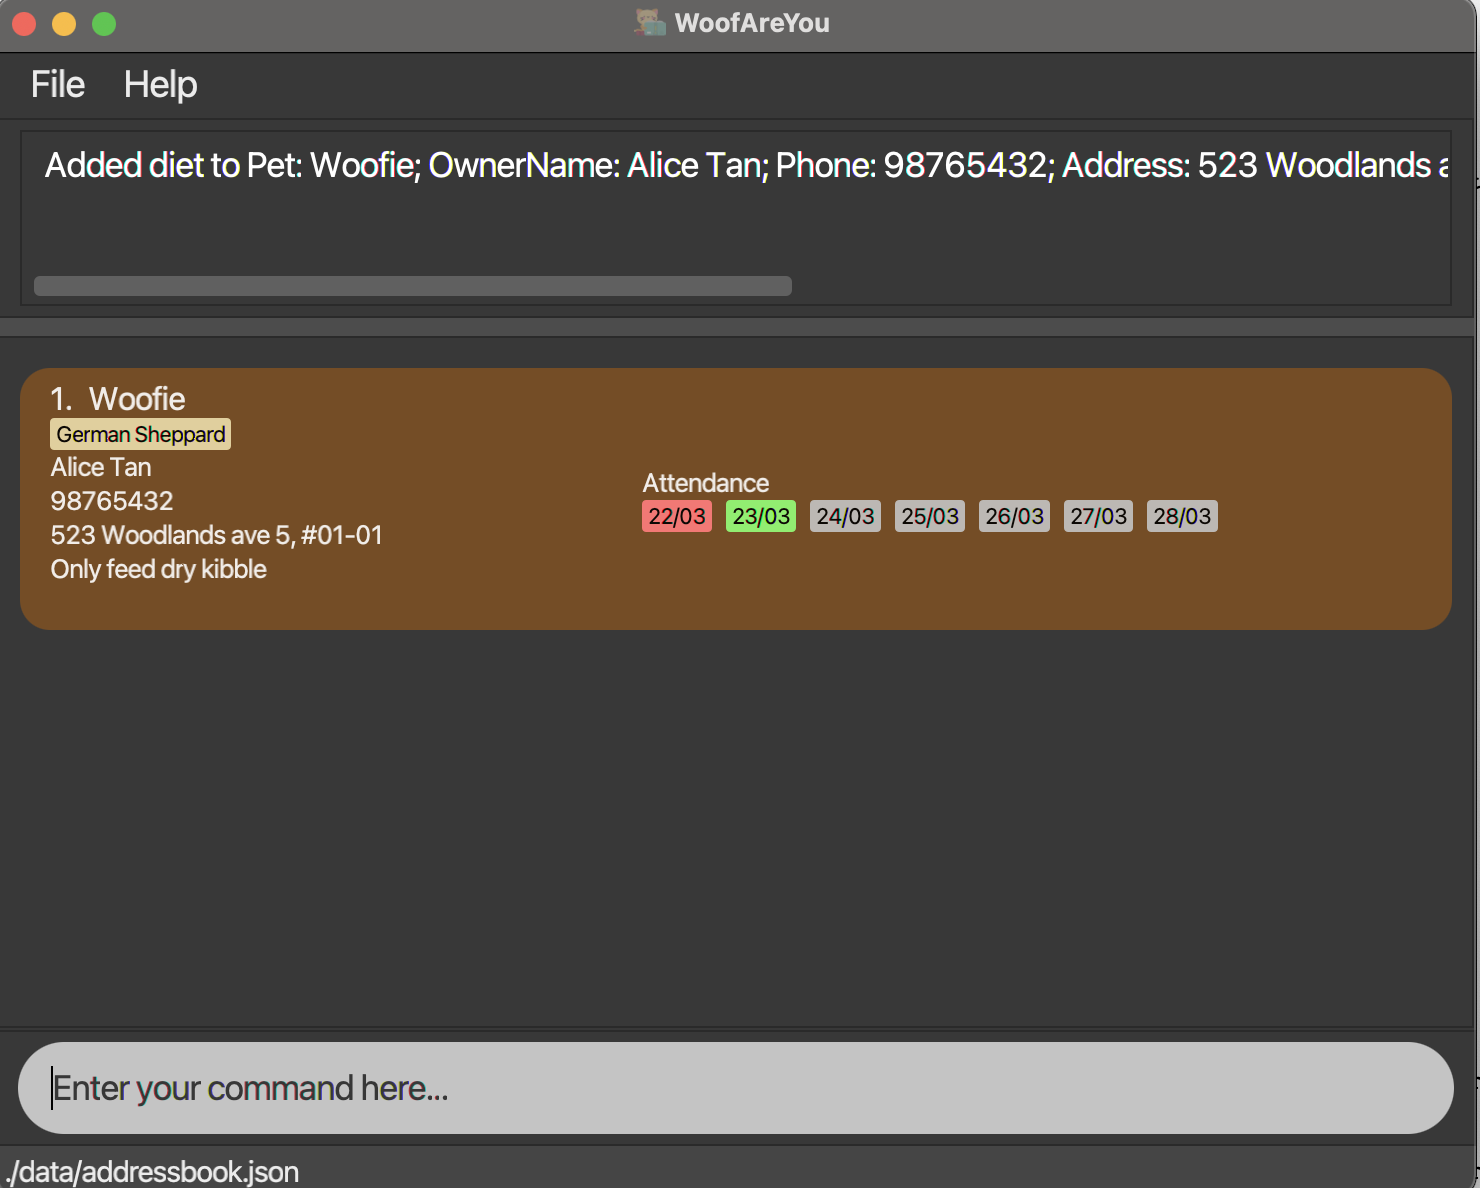 WoofAreYou
File Help
Added diet to Pet: Woofie; OwnerName: Alice Tan; Phone: 98765432; Address: 523 Woodlands a
1. Woofie
German Sheppard
Alice Tan
98765432
523 Woodlands ave 5, #01-01
Only feed dry kibble
Attendance
22/03 23/03 24/03 25/03 26/03 27/03 28/03
Enter your command here...
./data/addressbook.json